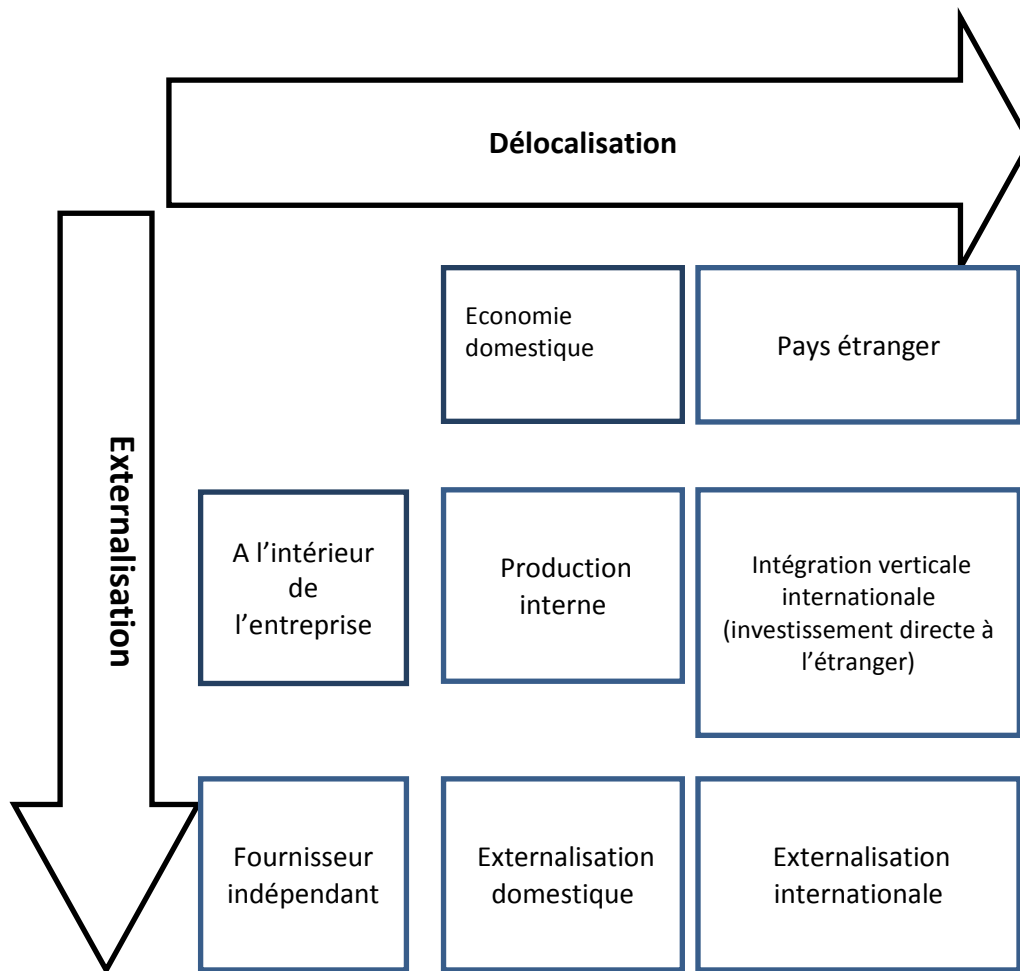 Délocalisation
Externalisation
Economie
domestique
Pays étranger
A l’intérieur
de
l’entreprise
Production
interne
Intégration verticale
internationale
(investissement directe à
l’étranger)
Fournisseur
indépendant
Externalisation
domestique
Externalisation
internationale